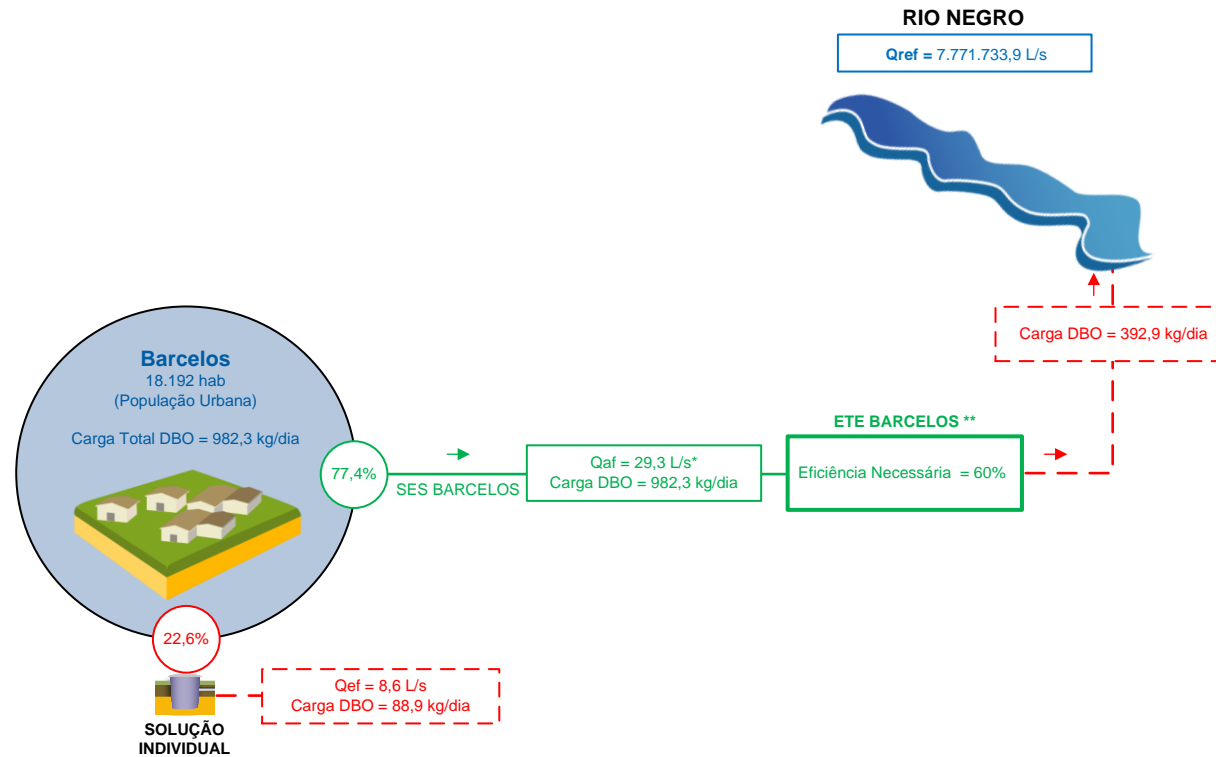 RIO NEGRO
Qref = 7.771.733,9 L/s
Carga DBO = 392,9 kg/dia
Barcelos
18.192 hab
(População Urbana)
Carga Total DBO = 982,3 kg/dia
77,4%
SES BARCELOS
Qaf = 29,3 L/s*
Carga DBO = 982,3 kg/dia
ETE BARCELOS **
Eficiência Necessária = 60%
22,6%
Qef = 8,6 L/s
Carga DBO = 88,9 kg/dia
SOLUÇÃO
INDIVIDUAL